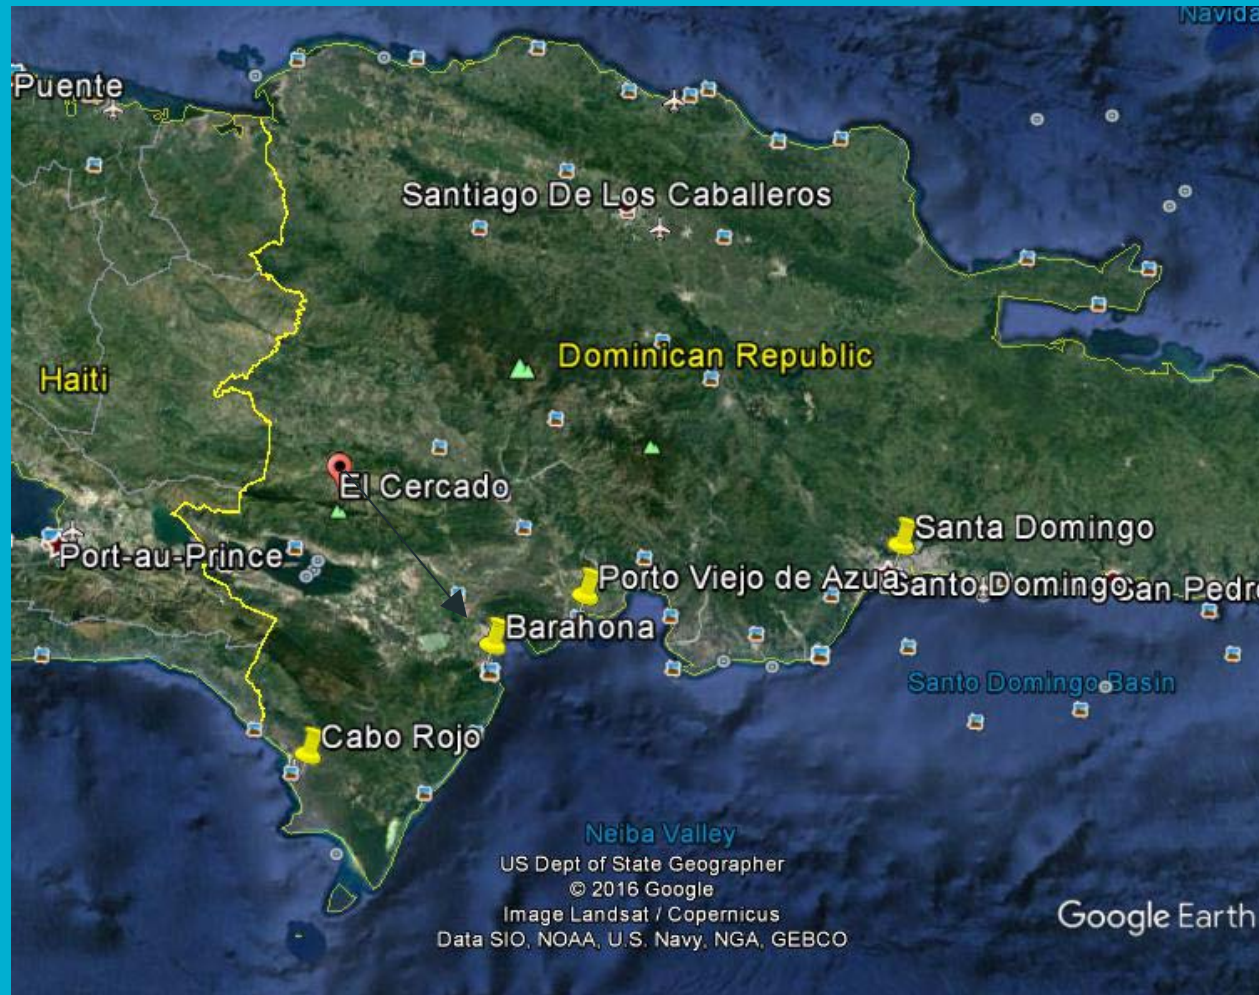 Navida
Puente
Santiago De Los Caballeros
Dominican Republic
Haiti
El Cercado
Santa Domingo
Port-au-Prince
Porto Viejo de Azua
Santo Domingo
San Pedro
Barahona
Santo Domingo Basin
Cabo Rojo
Neiba Valley
US Dept of State Geographer
© 2016 Google
Image Landsat / Copernicus
Data SIO, NOAA, U.S. Navy, NGA, GEBCO
Google Earth